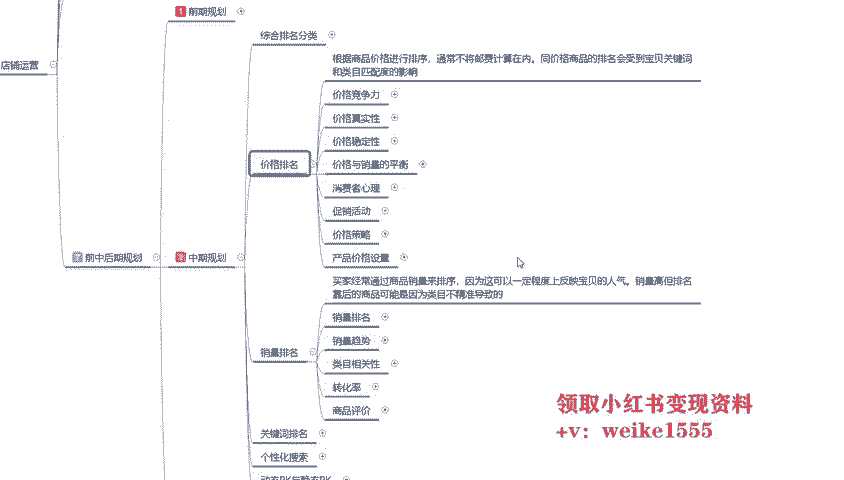 1 前期规划
综合排名分类
店铺运营
根据商品价格进行排序，通常不将邮费计算在内。同价格商品的排名会受到宝贝关键词
和类目匹配度的影响
价格竞争力
价格真实性
价格稳定性
价格排名
价格与销量的平衡
消费者心理
促销活动
价格策略
前中后期规划
2 中期规划
产品价格设置
买家经常通过商品销量来排序，因为这可以一定程度上反映宝贝的人气。销量高但排名
靠后的商品可能是因为类目不精准导致的
销量排名
销量趋势
销量排名
类目相关性
转化率
商品评价
领取小红书变现资料
+v: weike1555
关键词排名
个性化搜索